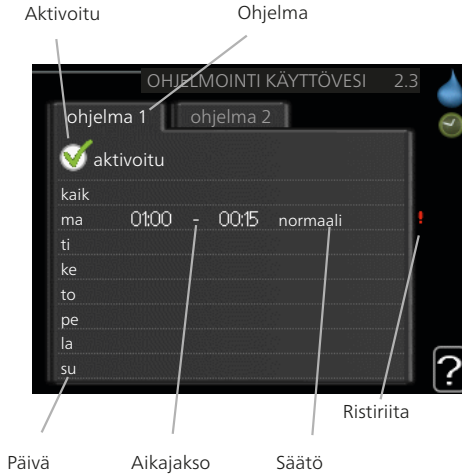 Aktivoitu Ohjelma
OHJELMOINTI KÄYTTÖVESI 2.3
ohjelma 1 ohjelma 2
aktivoitu
kaik
ma 01:00 - 00:15 normaali !
ti
ke
to
pe
la
su ?
Ristiriita
Päivä Aikajakso Säätö